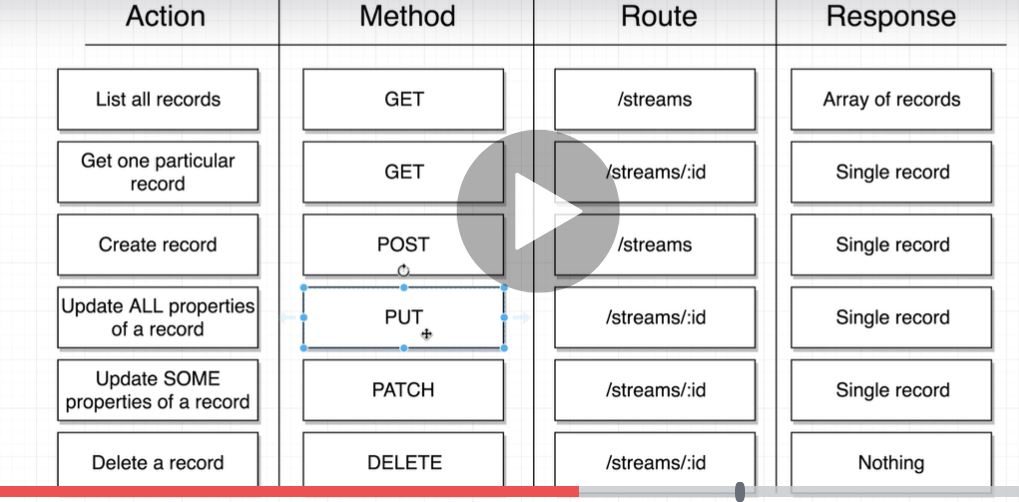 Action Method Route Response
List all records GET /streams Array of records
Get one particular
record GET /streams/:id Single record
Create record POST /streams Single record
Update ALL properties
of a record PUT /streams/:id Single record
Update SOME
properties of a record PATCH /streams/:id Single record
Delete a record DELETE /streams/:id Nothing